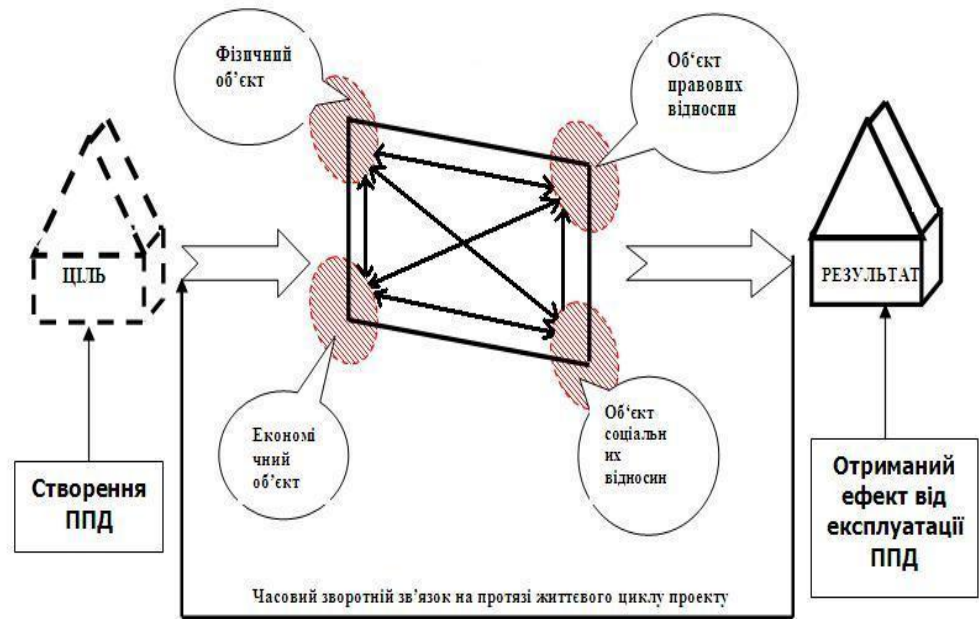 Фізичний
об’єкт
Об‘єкт
правових
відносин
ЦІЛЬ
РЕЗУЛЬТАТ
Економі
чний
об’єкт
Об‘єкт
соціальн
их
відносин
Створення
ППД
Отриманий
ефект від
експлуатації
ППД
Часовий зворотній зв’язок на протязі життєвого циклу проекту